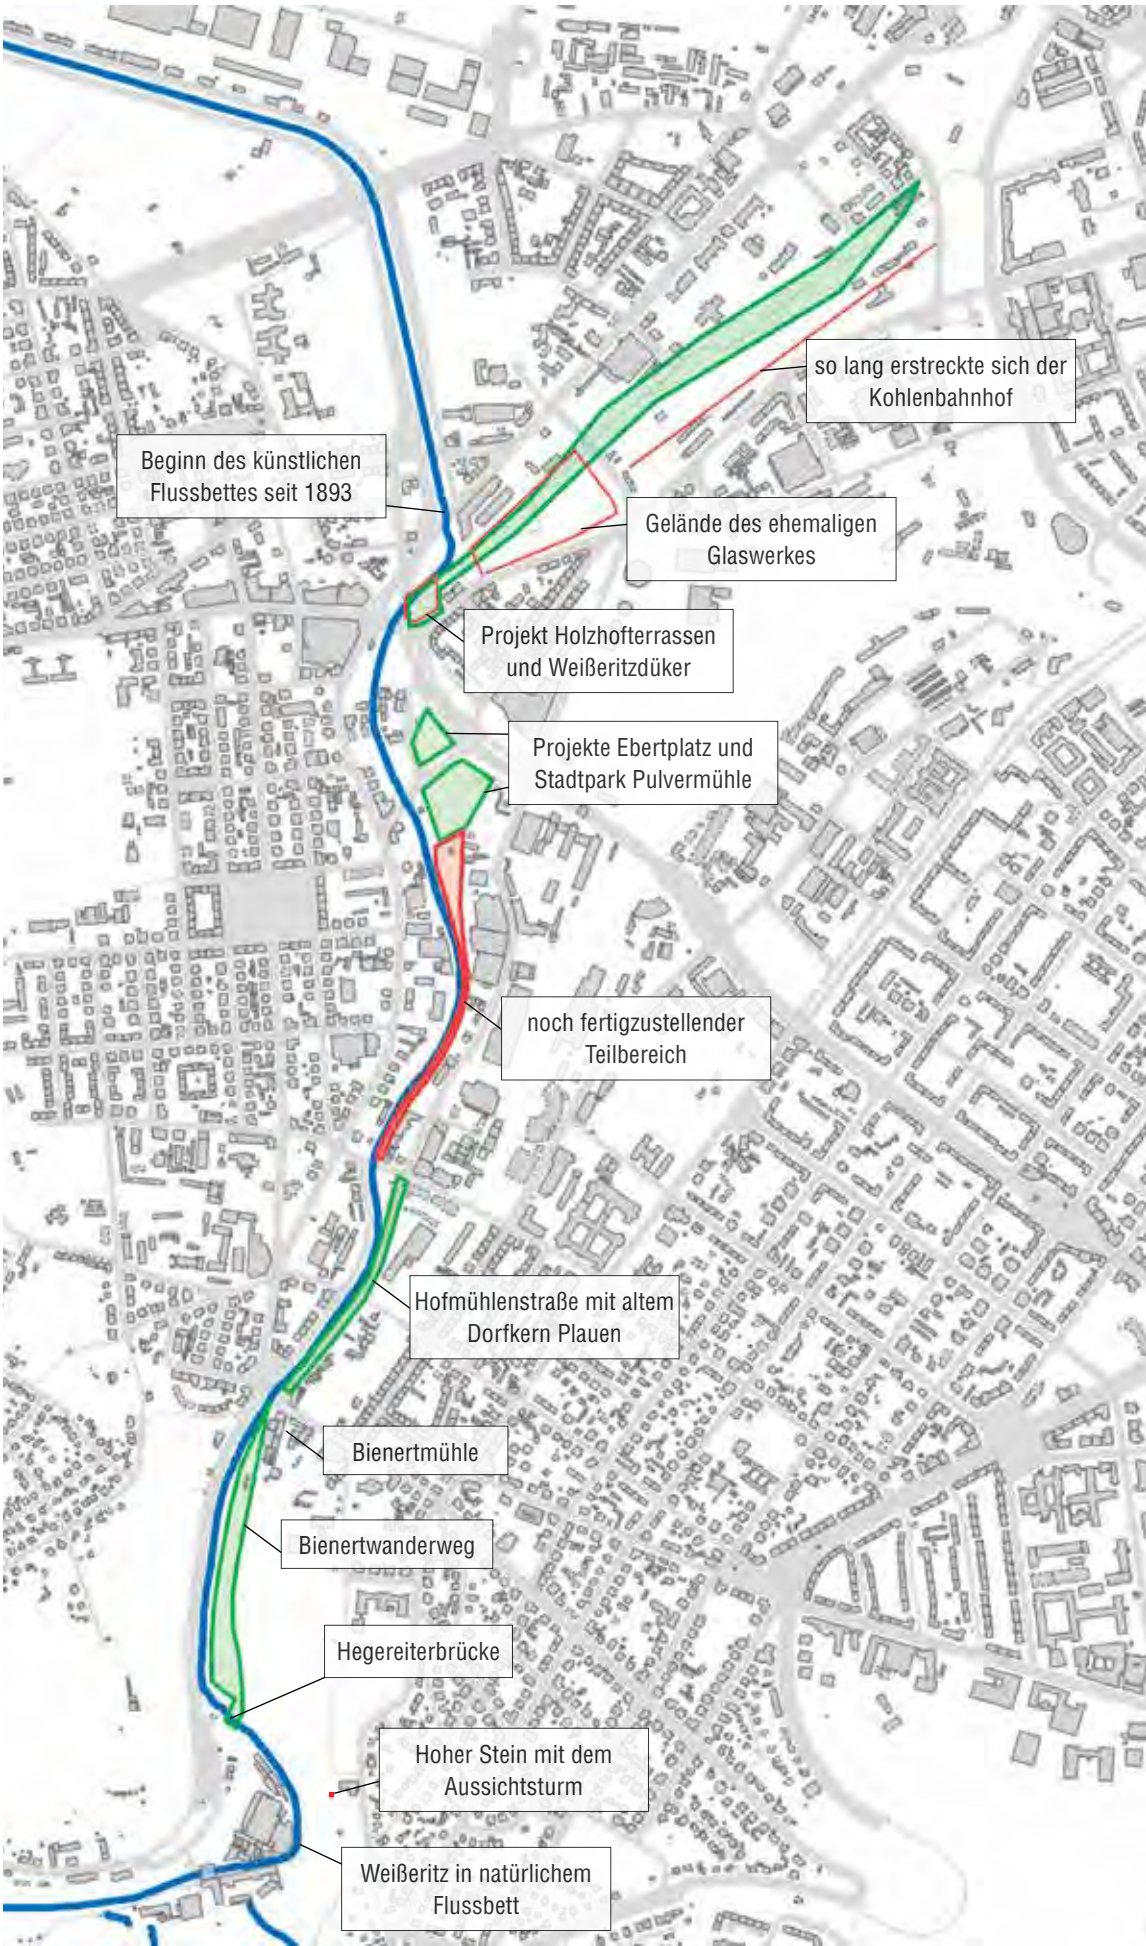 so lang erstreckte sich der
Kohlenbahnhof
Beginn des künstlichen
Flussbettes seit 1893
Gelände des ehemaligen
Glaswerkes
Projekt Holzhofterrassen
und Weißeritzdüker
Projekte Ebertplatz und
Stadtpark Pulvermühle
noch fertigzustellender
Teilbereich
Hofmühlenstraße mit altem
Dorfkern Plauen
Bienertmühle
Bienertwanderweg
Hegereiterbrücke
Hoher Stein mit dem
Aussichtsturm
Weißeritz in natürlichem
Flussbett